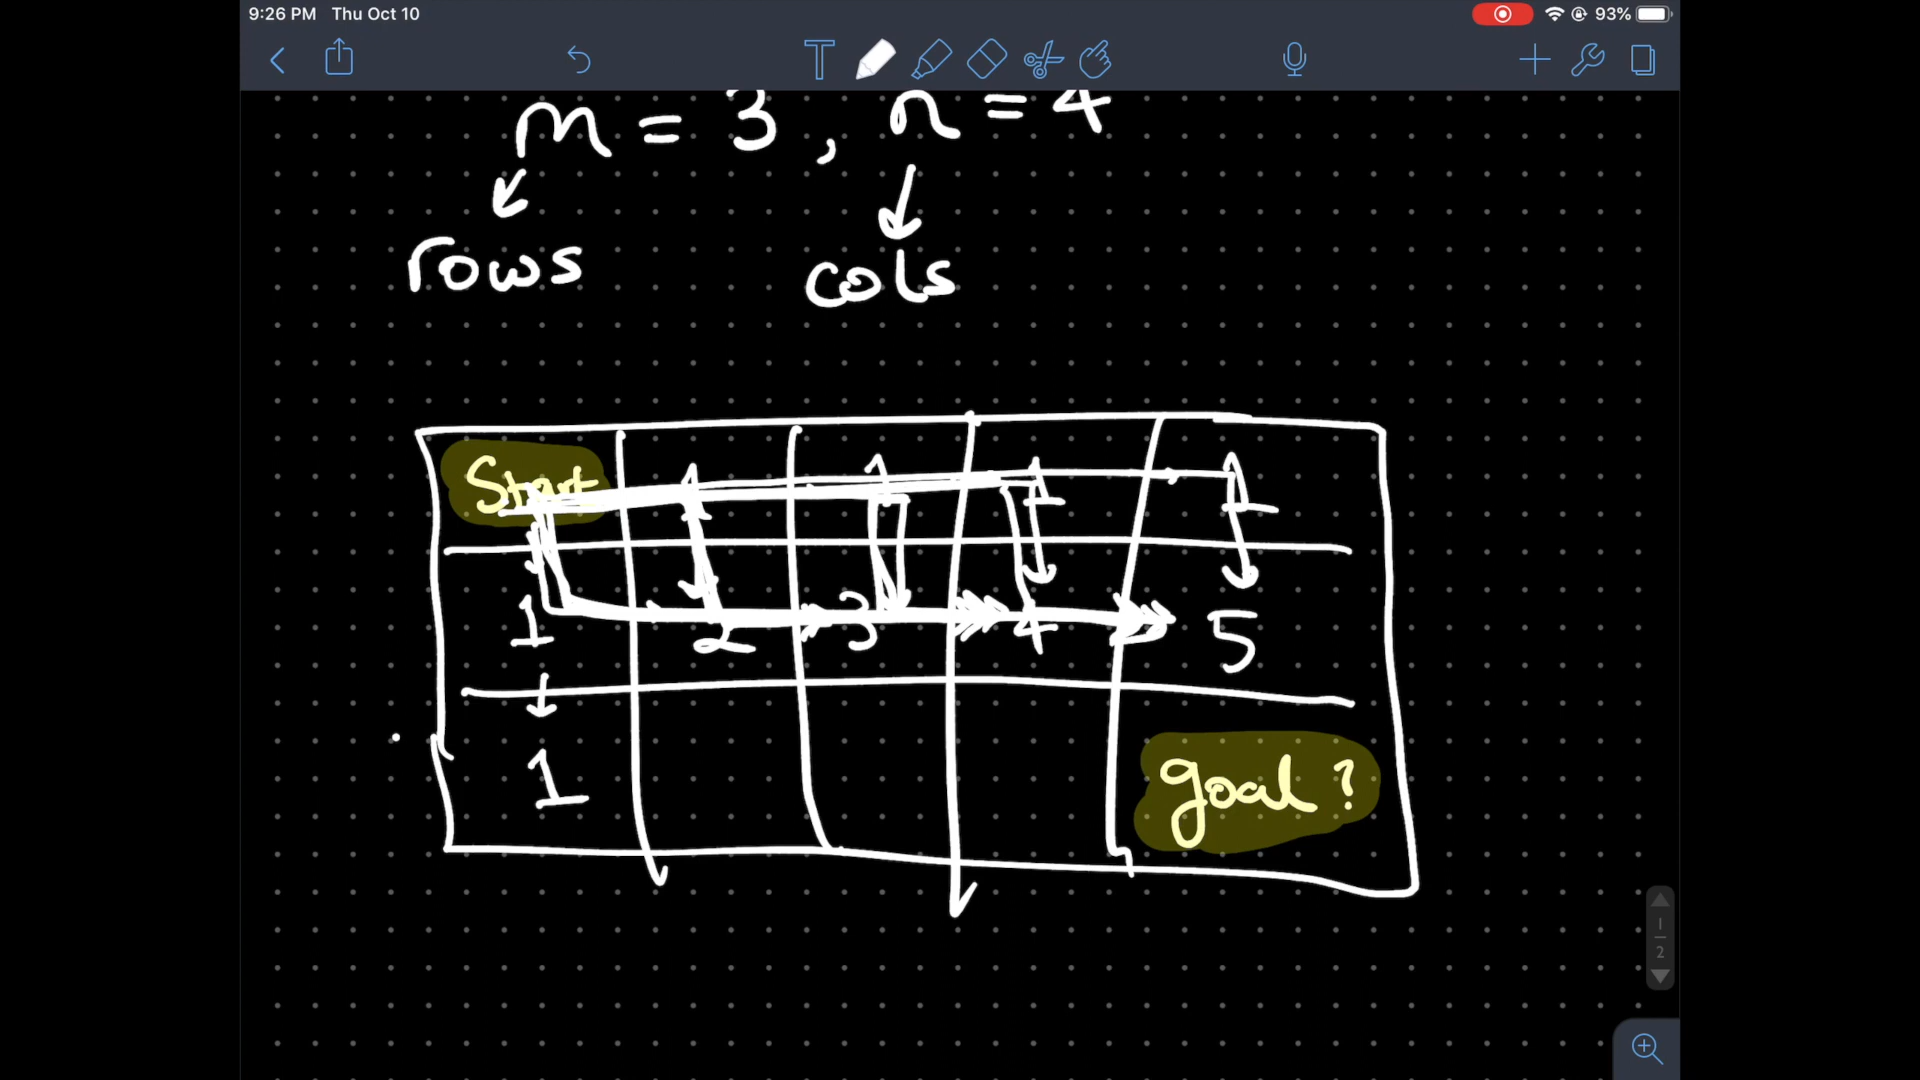 9:26 PM Thu Oct 10 93%
T
m = 3 , n = 4
rows cols
Start 1 1 1 1
1 2 3 4 5
1 goal ?
1
2